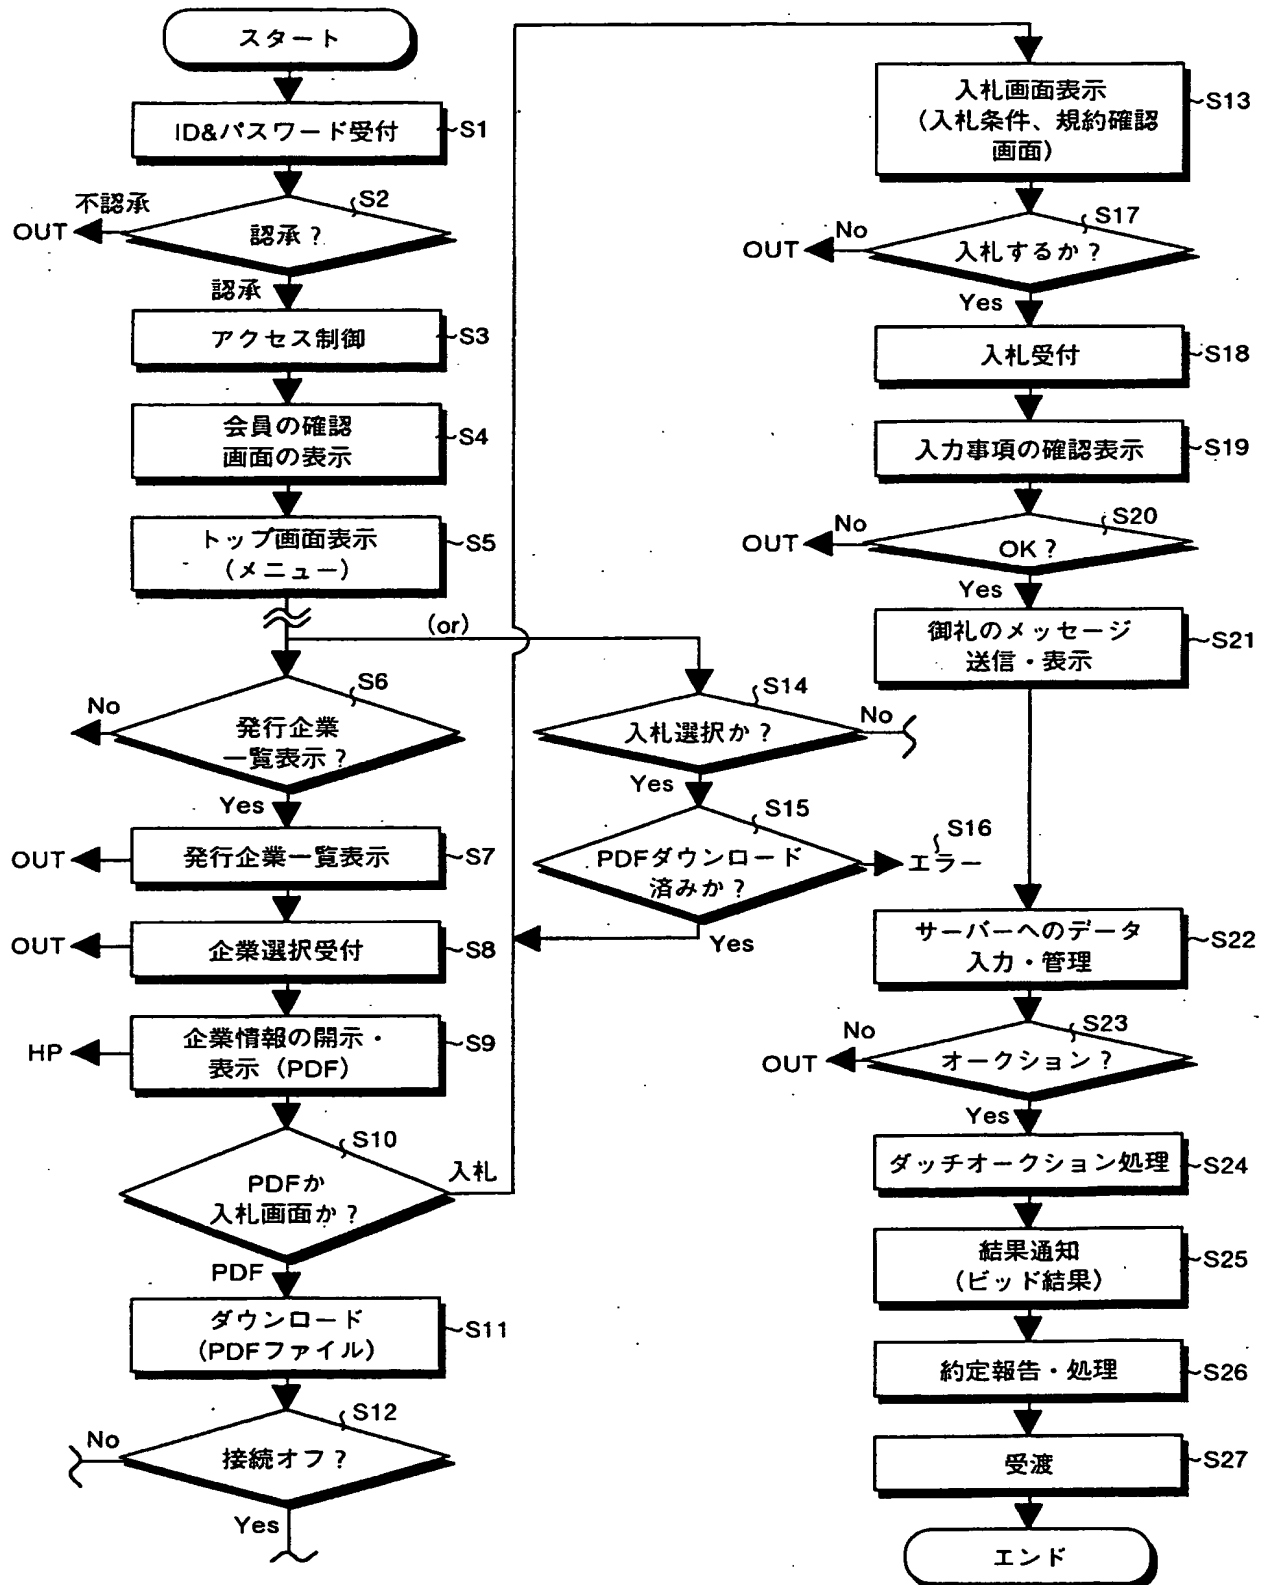 スタート
ID&パスワード受付
S1
S2
不認承
OUT
認承？
認承
アクセス制御
S3
会員の確認
画面の表示
S4
トップ画面表示
（メニュー）
S5
(or)
S6
No
発行企業
一覧表示？
Yes
OUT
発行企業一覧表示
S7
OUT
企業選択受付
S8
HP
企業情報の開示・
表示（PDF）
S9
S10
PDFか
入札画面か？
入札
PDF
ダウンロード
（PDFファイル）
S11
S12
No
接続オフ？
Yes
S14
入札選択か？
No
Yes
S15
PDFダウンロード
済みか？
S16
エラー
Yes
入札画面表示
（入札条件、規約確認
画面）
S13
S17
No
OUT
入札するか？
Yes
入札受付
S18
入力事項の確認表示
S19
S20
No
OUT
OK？
Yes
御礼のメッセージ
送信・表示
S21
サーバーへのデータ
入力・管理
S22
S23
No
OUT
オークション？
Yes
ダッチオークション処理
S24
結果通知
（ビッド結果）
S25
約定報告・処理
S26
受渡
S27
エンド